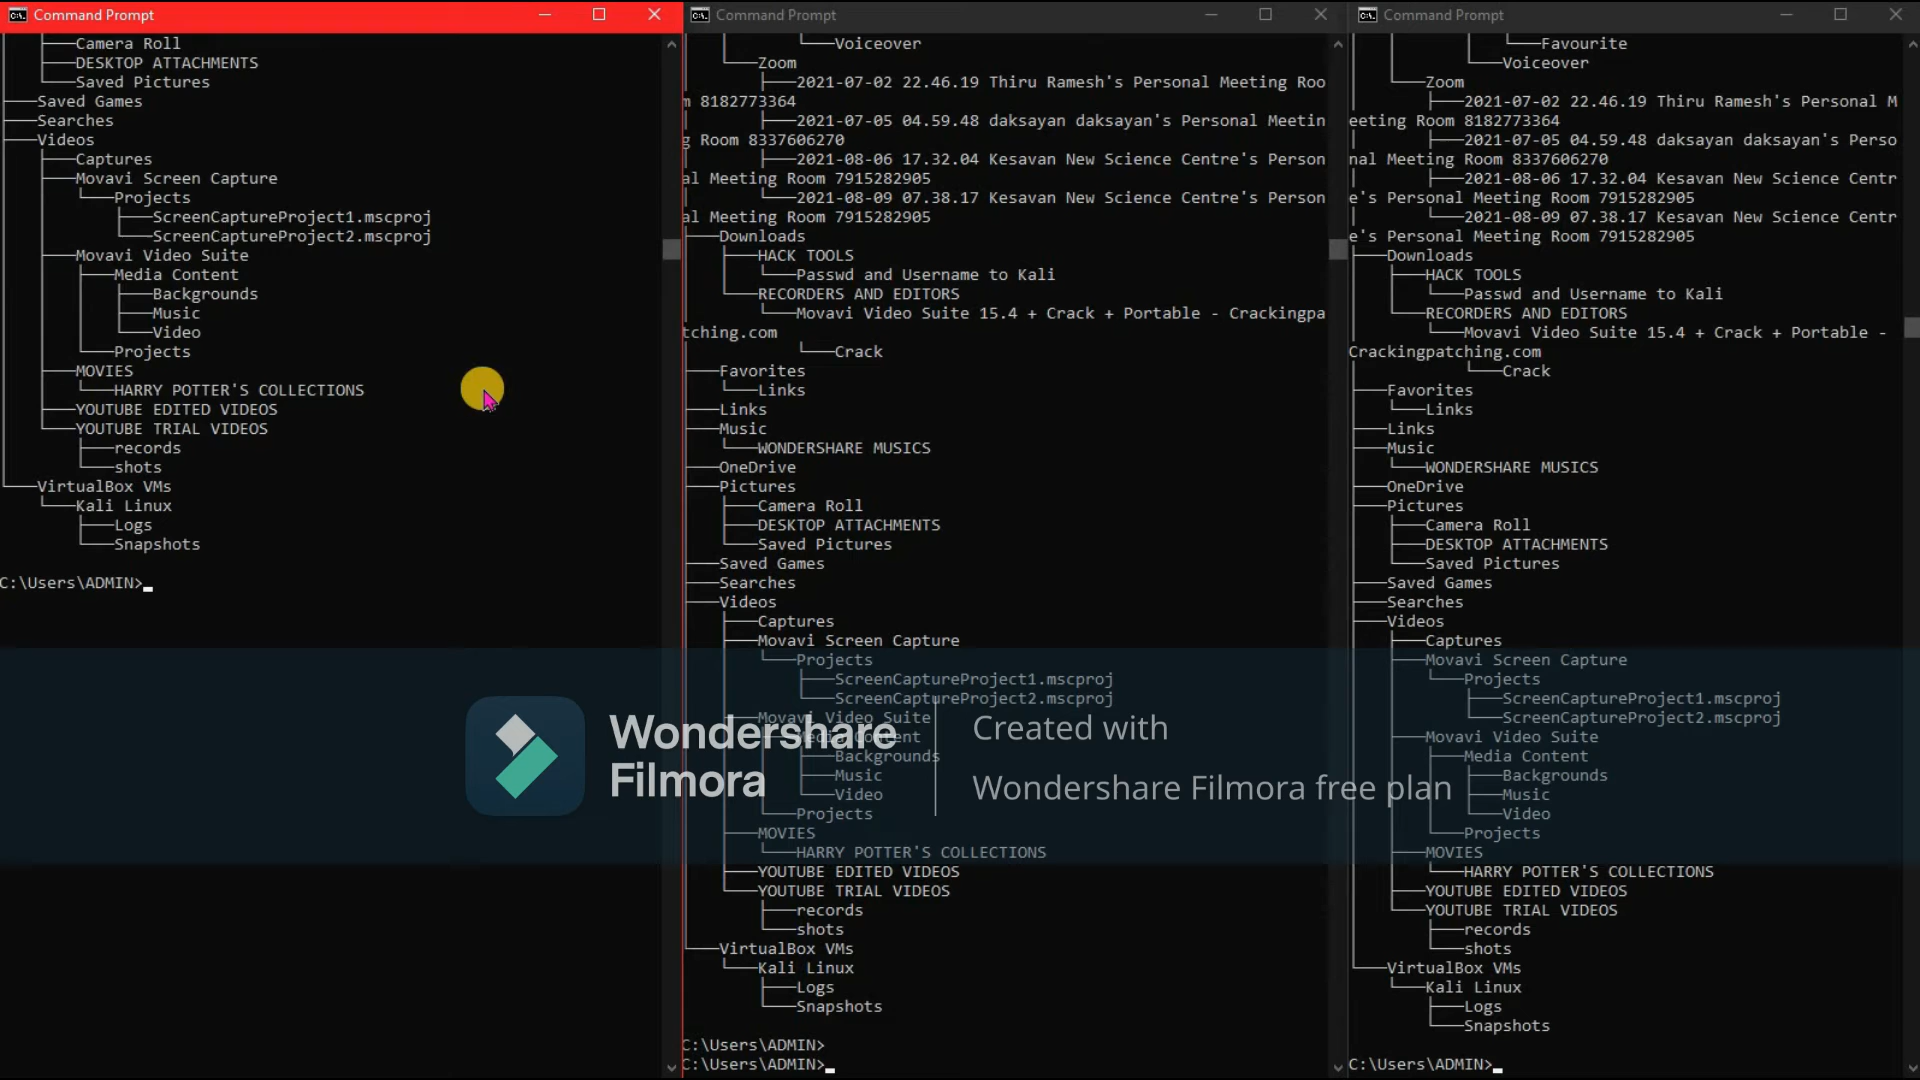 Command Prompt
├───Camera Roll
├───DESKTOP ATTACHMENTS
└───Saved Pictures
├───Saved Games
├───Searches
├───Videos
├───Captures
├───Movavi Screen Capture
└───Projects
├───ScreenCaptureProject1.mscproj
└───ScreenCaptureProject2.mscproj
├───Movavi Video Suite
├───Media Content
├───Backgrounds
├───Music
└───Video
└───Projects
├───MOVIES
└───HARRY POTTER'S COLLECTIONS
├───YOUTUBE EDITED VIDEOS
└───YOUTUBE TRIAL VIDEOS
├───records
└───shots
└───VirtualBox VMs
└───Kali Linux
├───Logs
└───Snapshots
C:\Users\ADMIN>
Command Prompt
└───Voiceover
└───Zoom
├───2021-07-02 22.46.19 Thiru Ramesh's Personal Meeting Roo
m 8182773364
├───2021-07-05 04.59.48 daksayan daksayan's Personal Meetin
g Room 8337606270
├───2021-08-06 17.32.04 Kesavan New Science Centre's Person
al Meeting Room 7915282905
└───2021-08-09 07.38.17 Kesavan New Science Centre's Person
al Meeting Room 7915282905
├───Downloads
├───HACK TOOLS
└───Passwd and Username to Kali
└───RECORDERS AND EDITORS
└───Movavi Video Suite 15.4 + Crack + Portable - Crackingpa
tching.com
└───Crack
├───Favorites
└───Links
├───Links
├───Music
└───WONDERSHARE MUSICS
├───OneDrive
├───Pictures
├───Camera Roll
├───DESKTOP ATTACHMENTS
└───Saved Pictures
├───Saved Games
├───Searches
├───Videos
├───Captures
├───Movavi Screen Capture
└───Projects
├───ScreenCaptureProject1.mscproj
└───ScreenCaptureProject2.mscproj
├───Movavi Video Suite
├───Media Content
├───Backgrounds
├───Music
└───Video
└───Projects
├───MOVIES
└───HARRY POTTER'S COLLECTIONS
├───YOUTUBE EDITED VIDEOS
└───YOUTUBE TRIAL VIDEOS
├───records
└───shots
└───VirtualBox VMs
└───Kali Linux
├───Logs
└───Snapshots
C:\Users\ADMIN>
C:\Users\ADMIN>
Command Prompt
└───Favourite
└───Voiceover
└───Zoom
├───2021-07-02 22.46.19 Thiru Ramesh's Personal M
eeting Room 8182773364
├───2021-07-05 04.59.48 daksayan daksayan's Perso
nal Meeting Room 8337606270
├───2021-08-06 17.32.04 Kesavan New Science Centr
e's Personal Meeting Room 7915282905
└───2021-08-09 07.38.17 Kesavan New Science Centr
e's Personal Meeting Room 7915282905
├───Downloads
├───HACK TOOLS
└───Passwd and Username to Kali
└───RECORDERS AND EDITORS
└───Movavi Video Suite 15.4 + Crack + Portable -
Crackingpatching.com
└───Crack
├───Favorites
└───Links
├───Links
├───Music
└───WONDERSHARE MUSICS
├───OneDrive
├───Pictures
├───Camera Roll
├───DESKTOP ATTACHMENTS
└───Saved Pictures
├───Saved Games
├───Searches
├───Videos
├───Captures
├───Movavi Screen Capture
└───Projects
├───ScreenCaptureProject1.mscproj
└───ScreenCaptureProject2.mscproj
├───Movavi Video Suite
├───Media Content
├───Backgrounds
├───Music
└───Video
└───Projects
├───MOVIES
└───HARRY POTTER'S COLLECTIONS
├───YOUTUBE EDITED VIDEOS
└───YOUTUBE TRIAL VIDEOS
├───records
└───shots
└───VirtualBox VMs
└───Kali Linux
├───Logs
└───Snapshots
C:\Users\ADMIN>
Wondershare
Filmora
Created with
Wondershare Filmora free plan